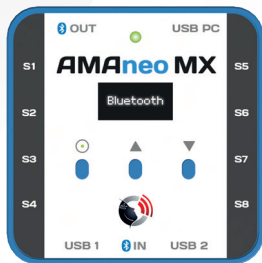 OUT USB PC
AMAneo MX
Bluetooth
S1 S5
S2 S6
S3 S7
S4 S8
USB 1 IN USB 2